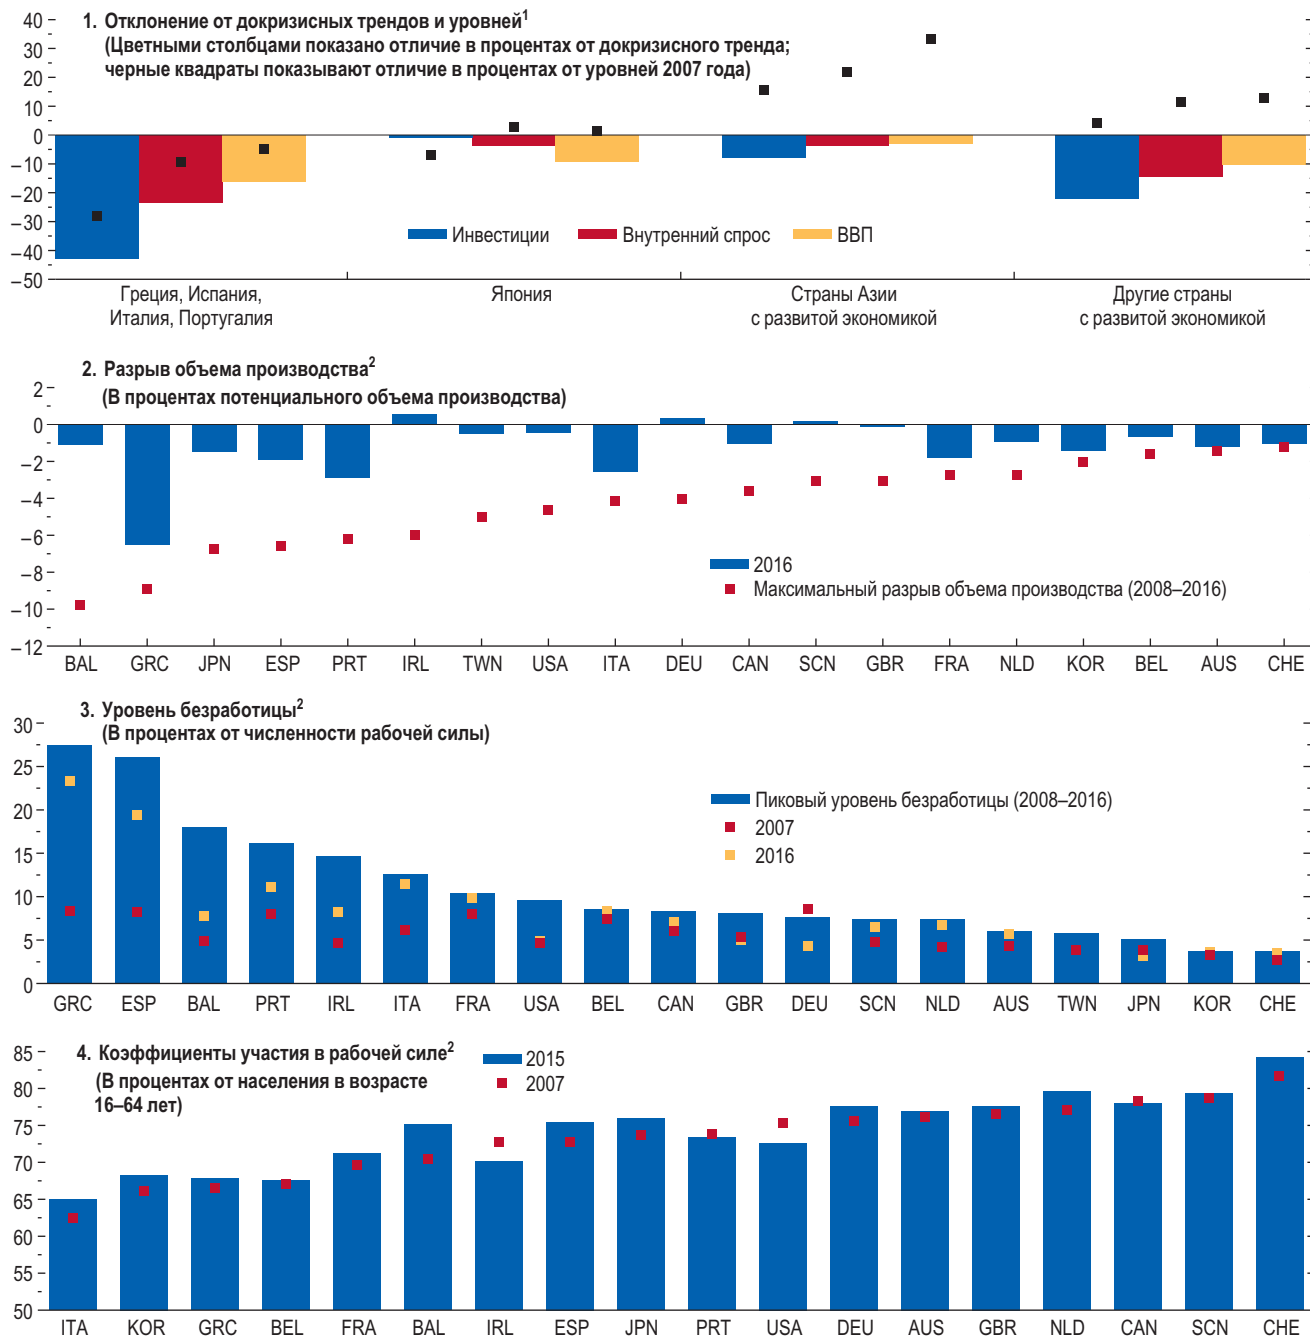 1. Отклонение от докризисных трендов и уровней¹
(Цветными столбцами показано отличие в процентах от докризисного тренда;
черные квадраты показывают отличие в процентах от уровней 2007 года)
40
30
20
10
0
–10
–20
–30
–40
–50
Инвестиции Внутренний спрос ВВП
Греция, Испания,
Италия, Португалия
Япония
Страны Азии
с развитой экономикой
Другие страны
с развитой экономикой
2. Разрыв объема производства²
(В процентах потенциального объема производства)
2
0
–2
–4
–6
–8
–10
–12
2016
Максимальный разрыв объема производства (2008–2016)
BAL GRC JPN ESP PRT IRL TWN USA ITA DEU CAN SCN GBR FRA NLD KOR BEL AUS CHE
3. Уровень безработицы²
(В процентах от численности рабочей силы)
30
25
20
15
10
5
0
Пиковый уровень безработицы (2008–2016)
2007
2016
GRC ESP BAL PRT IRL ITA FRA USA BEL CAN GBR DEU SCN NLD AUS TWN JPN KOR CHE
4. Коэффициенты участия в рабочей силе²
(В процентах от населения в возрасте
16–64 лет)
2015
2007
85
80
75
70
65
60
55
50
ITA KOR GRC BEL FRA BAL IRL ESP JPN PRT USA DEU AUS GBR NLD CAN SCN CHE